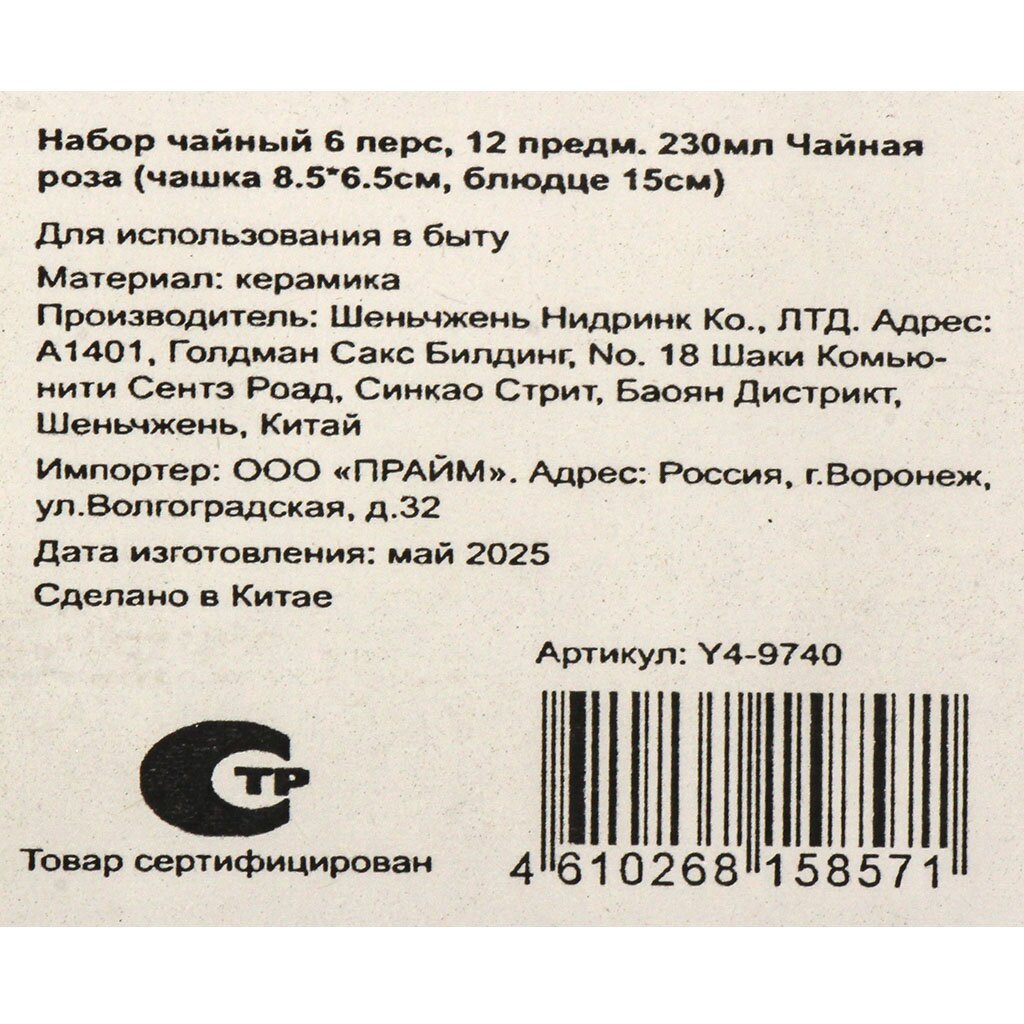 Набор чайный 6 перс, 12 предм. 230мл Чайная
роза (чашка 8.5*6.5см, блюдце 15см)
Для использования в быту
Материал: керамика
Производитель: Шеньчжень Нидринк Ко., ЛТД. Адрес:
А1401, Голдман Сакс Билдинг, No. 18 Шаки Комью-
нити Сентэ Роад, Синкао Стрит, Баоян Дистрикт,
Шеньчжень, Китай
Импортер: ООО «ПРАЙМ». Адрес: Россия, г.Воронеж,
ул.Волгоградская, д.32
Дата изготовления: май 2025
Сделано в Китае
Артикул: Y4-9740
СТР
Товар сертифицирован
4 610268 158571